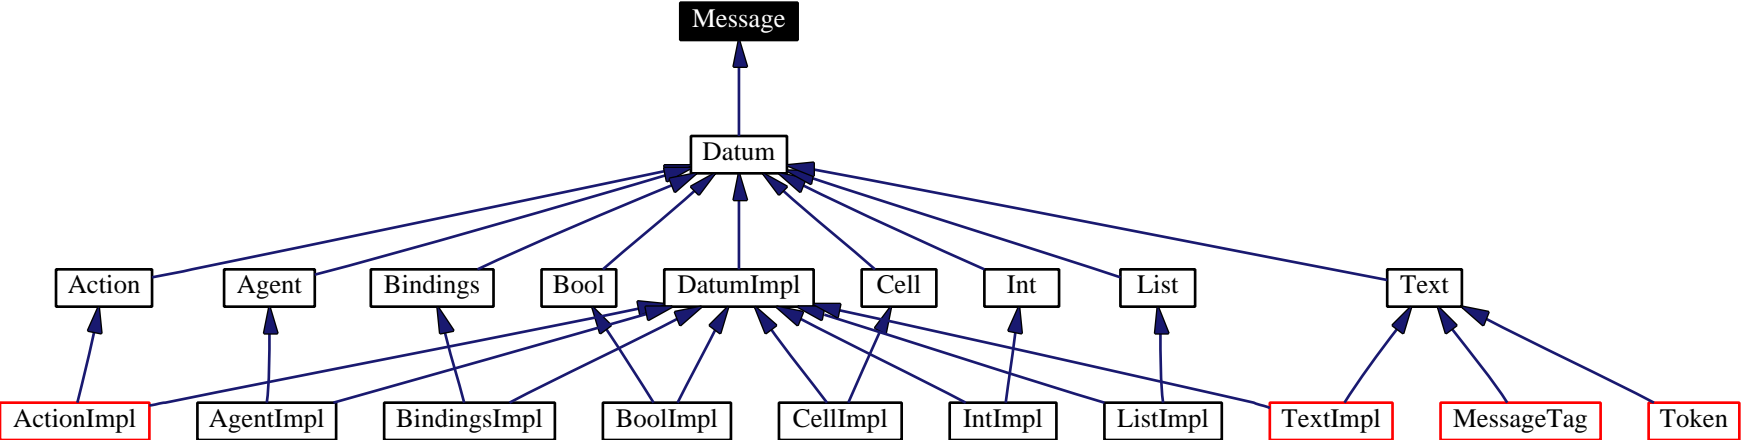 Message
Datum
Action Agent Bindings Bool DatumImpl Cell Int List Text
ActionImpl AgentImpl BindingsImpl BoolImpl CellImpl IntImpl ListImpl TextImpl MessageTag Token